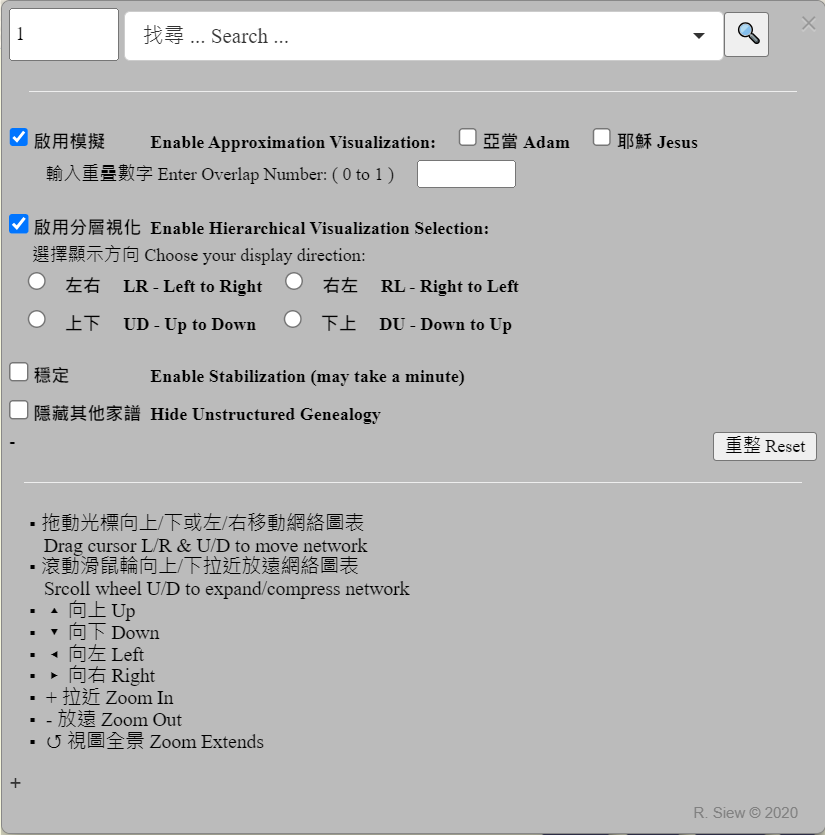 1
找尋 ... Search ...
×
啟用模擬 Enable Approximation Visualization: 亞當 Adam 耶穌 Jesus
輸入重疊數字 Enter Overlap Number: ( 0 to 1 )
啟用分層視化 Enable Hierarchical Visualization Selection:
選擇顯示方向 Choose your display direction:
左右 LR - Left to Right 右左 RL - Right to Left
上下 UD - Up to Down 下上 DU - Down to Up
穩定 Enable Stabilization (may take a minute)
隱藏其他家譜 Hide Unstructured Genealogy
-
重整 Reset
▪ 拖動光標向上/下或左/右移動網絡圖表
Drag cursor L/R & U/D to move network
▪ 滾動滑鼠輪向上/下拉近放遠網絡圖表
Srcoll wheel U/D to expand/compress network
▪ ▴ 向上 Up
▪ ▾ 向下 Down
▪ ◂ 向左 Left
▪ ▸ 向右 Right
▪ + 拉近 Zoom In
▪ - 放遠 Zoom Out
▪ ↺ 視圖全景 Zoom Extends
+
R. Siew © 2020